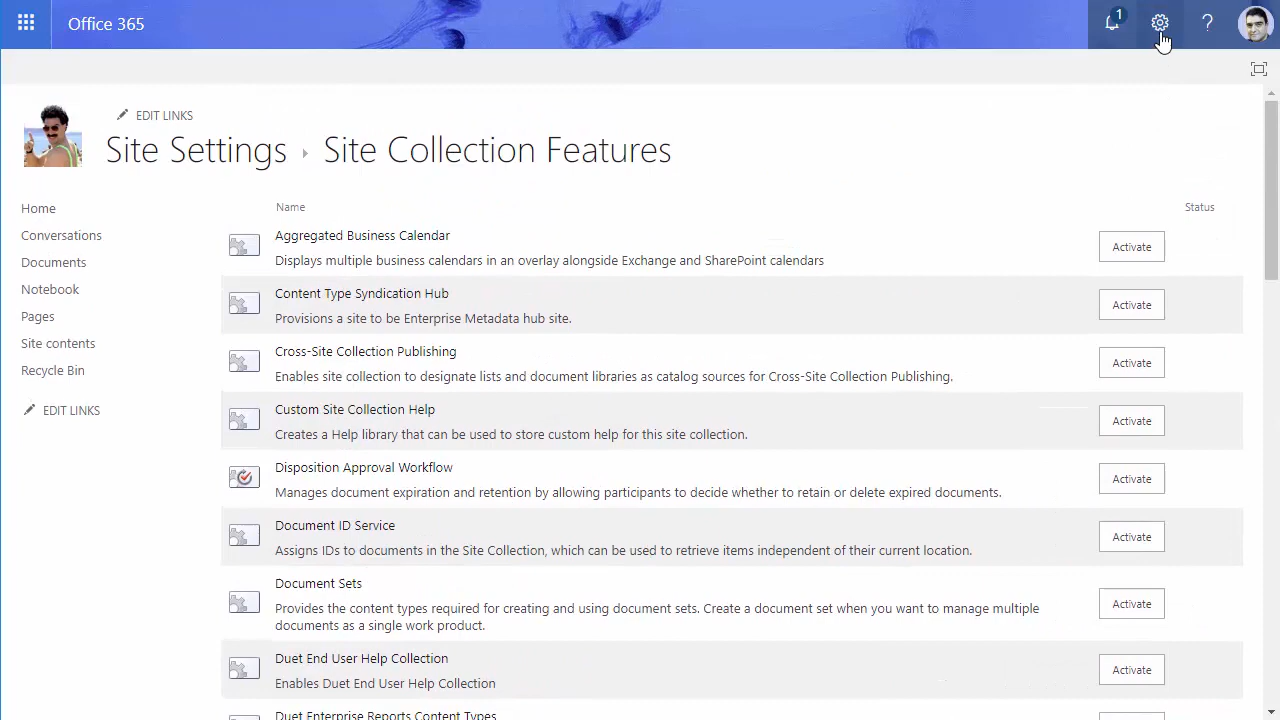 Office 365
1
?
EDIT LINKS
Site Settings ▸ Site Collection Features
Home
Conversations
Documents
Notebook
Pages
Site contents
Recycle Bin
EDIT LINKS
Name Status
Aggregated Business Calendar
Displays multiple business calendars in an overlay alongside Exchange and SharePoint calendars
Activate
Content Type Syndication Hub
Provisions a site to be Enterprise Metadata hub site.
Activate
Cross-Site Collection Publishing
Enables site collection to designate lists and document libraries as catalog sources for Cross-Site Collection Publishing.
Activate
Custom Site Collection Help
Creates a Help library that can be used to store custom help for this site collection.
Activate
Disposition Approval Workflow
Manages document expiration and retention by allowing participants to decide whether to retain or delete expired documents.
Activate
Document ID Service
Assigns IDs to documents in the Site Collection, which can be used to retrieve items independent of their current location.
Activate
Document Sets
Provides the content types required for creating and using document sets. Create a document set when you want to manage multiple
documents as a single work product.
Activate
Duet End User Help Collection
Enables Duet End User Help Collection
Activate
Duet Enterprise Reports Content Types